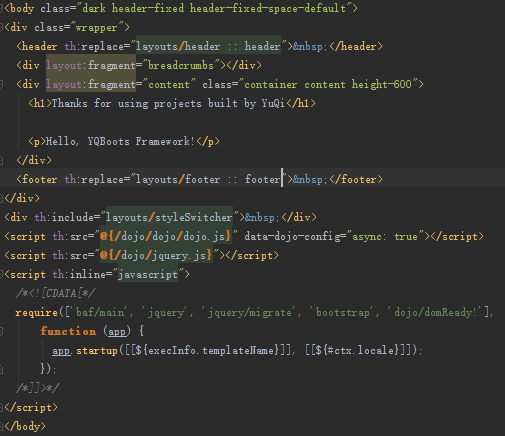 <body class="dark header-fixed header-fixed-space-default">
<div class="wrapper">
<header th:replace="layouts/header :: header">&nbsp;</header>
<div layout:fragment="breadcrumbs"></div>
<div layout:fragment="content" class="container content height-600">
<h1>Thanks for using projects built by YuQi</h1>
<p>Hello, YQBoots Framework!</p>
</div>
<footer th:replace="layouts/footer :: footer">&nbsp;</footer>
</div>
<div th:include="layouts/styleSwitcher">&nbsp;</div>
<script th:src="@{/dojo/dojo/dojo.js}" data-dojo-config="async: true"></script>
<script th:src="@{/dojo/jquery.js}"></script>
<script th:inline="javascript">
/*<![CDATA[*/
require(['baf/main', 'jquery', 'jquery/migrate', 'bootstrap', 'dojo/domReady!'],
function (app) {
app.startup([[${execInfo.templateName}]], [[${#ctx.locale}]]);
});
/*]]>*/
</script>
</body>